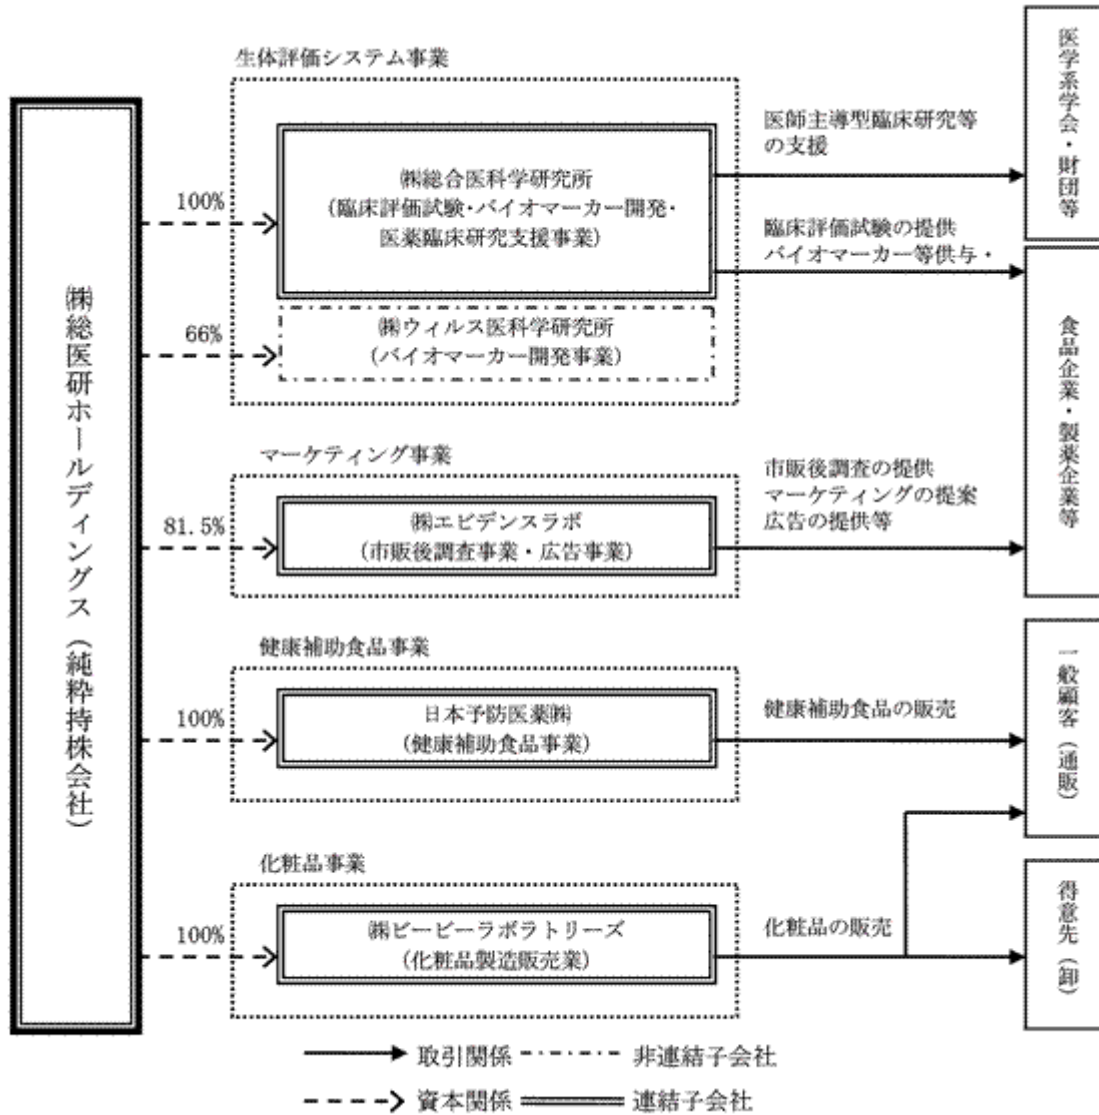 ㈱総医研ホールディングス(純粋持株会社)
生体評価システム事業
100%
㈱総合医科学研究所
(臨床評価試験・バイオマーカー開発・
医薬臨床研究支援事業)
66%
㈱ウィルス医科学研究所
(バイオマーカー開発事業)
医師主導型臨床研究等
の支援
臨床評価試験の提供
バイオマーカー等供与・
医学系学会・財団等
マーケティング事業
81.5%
㈱エビデンスラボ
(市販後調査事業・広告事業)
市販後調査の提供
マーケティングの提案
広告の提供等
食品企業・製薬企業等
健康補助食品事業
100%
日本予防医薬㈱
(健康補助食品事業)
健康補助食品の販売
一般顧客(通販)
化粧品事業
100%
㈱ビービーラボラトリーズ
(化粧品製造販売業)
化粧品の販売
得意先(卸)
取引関係
非連結子会社
資本関係
連結子会社